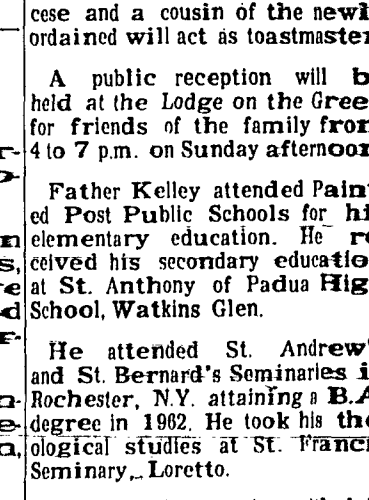 cese and a cousin of the newl
ordained will act as toastmaster
A public reception will b
held at the Lodge on the Gree
for friends of the family from
4 to 7 p.m. on Sunday afternoon
Father Kelley attended Pain
ed Post Public Schools for hi
elementary education. He re
ceived his secondary educatio
at St. Anthony of Padua Hig
School, Watkins Glen.
He attended St. Andrew'
and St. Bernard's Seminaries i
Rochester, N.Y. attaining a B.A
degree in 1962. He took his the
ological studies at St. Franci
Seminary, Loretto.